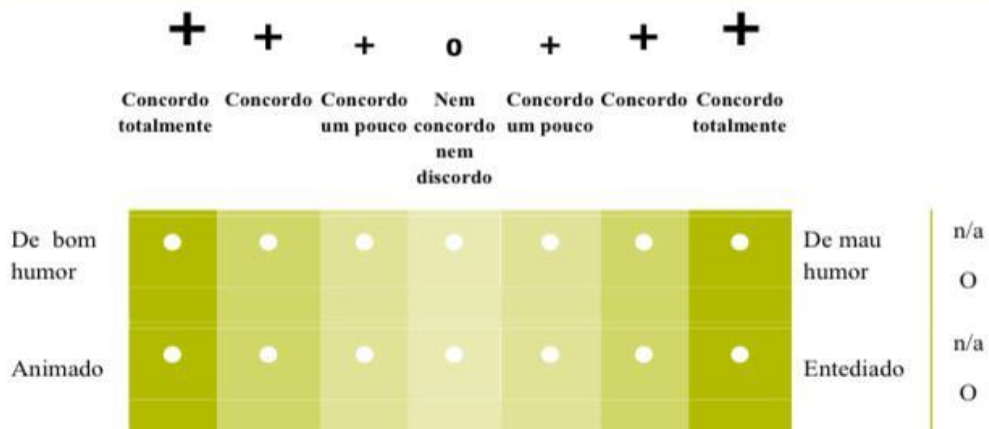 + + + o + + +
Concordo Concordo Concordo Nem Concordo Concordo Concordo
totalmente um pouco concordo um pouco totalmente
nem
discordo
De bom De mau n/a
humor humor O
Animado Entediado n/a
O